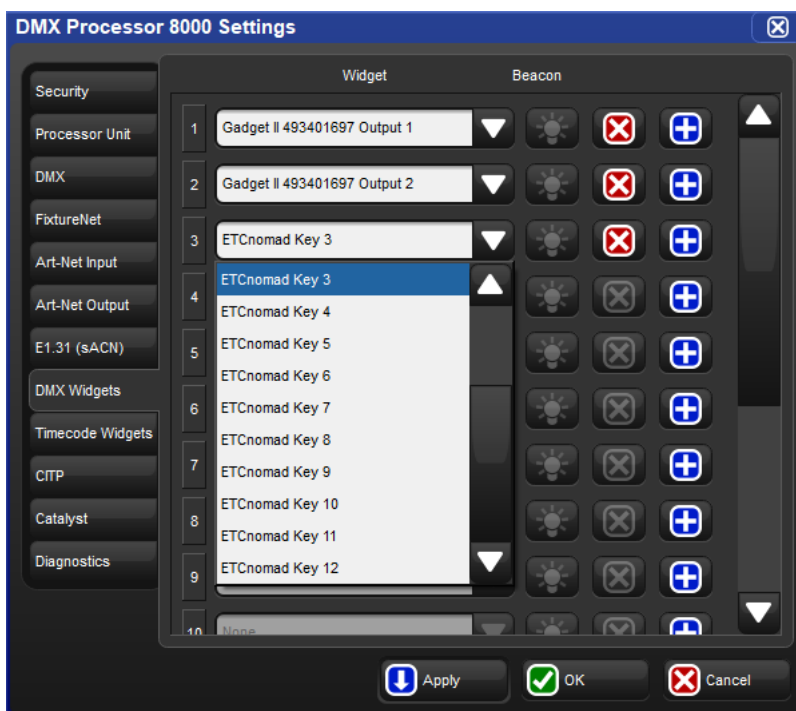 DMX Processor 8000 Settings
Widget Beacon
Security
Processor Unit
DMX
FixtureNet
Art-Net Input
Art-Net Output
E1.31 (sACN)
DMX Widgets
Timecode Widgets
CITP
Catalyst
Diagnostics
1 Gadget II 493401697 Output 1
2 Gadget II 493401697 Output 2
3 ETCnomad Key 3
4
5
6
7
8
9
10 None
ETCnomad Key 3
ETCnomad Key 4
ETCnomad Key 5
ETCnomad Key 6
ETCnomad Key 7
ETCnomad Key 8
ETCnomad Key 9
ETCnomad Key 10
ETCnomad Key 11
ETCnomad Key 12
Apply OK Cancel